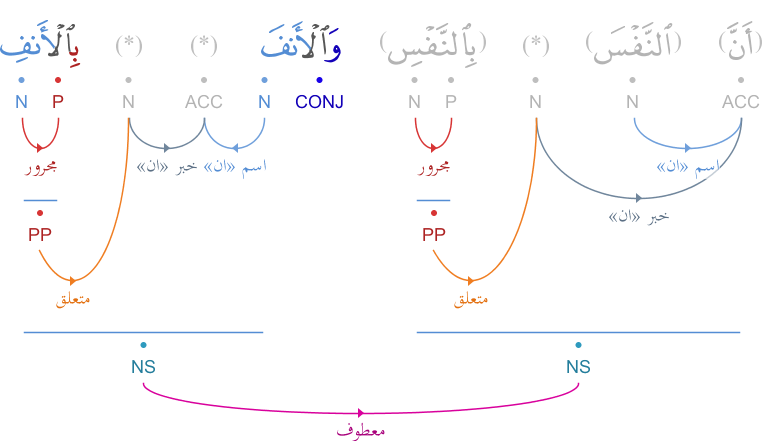 (أَنَّ) (ٱلنَّفْسَ) (*) (بِٱلنَّفْسِ) وَٱلْأَنفَ (*) (*) بِٱلْأَنفِ
ACC N N P N CONJ N ACC N P N
اسم «ان» مجرور اسم «ان» خبر «ان» مجرور
خبر «ان»
PP PP
متعلق متعلق
NS NS
معطوف